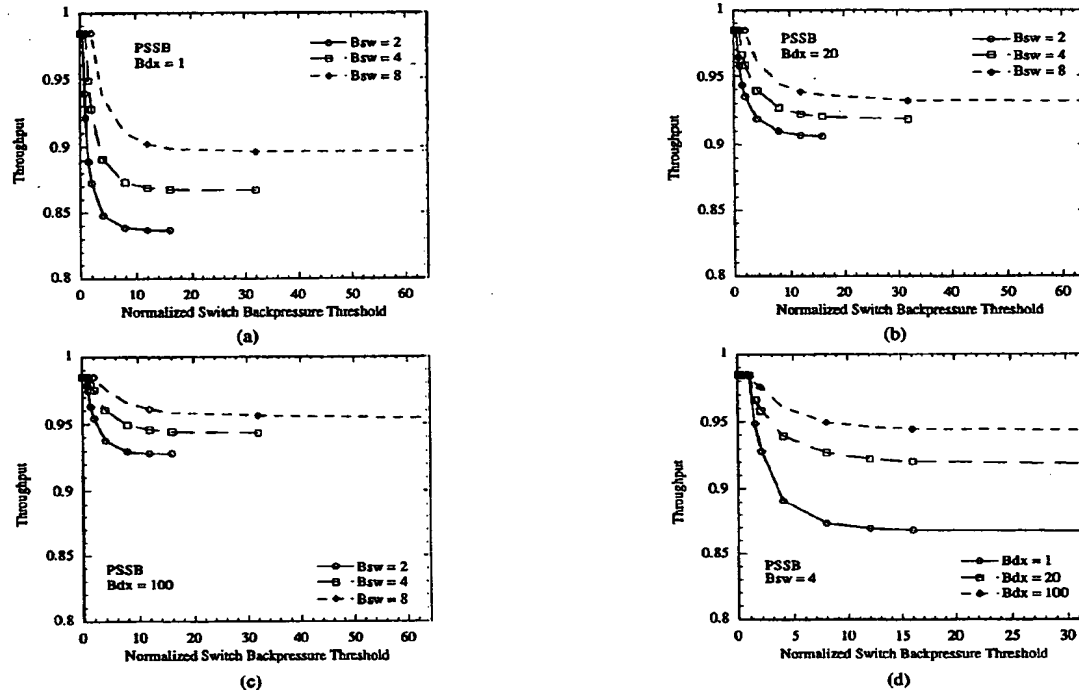 1
PSSB
Bdx = 1
Bsw = 2
Bsw = 4
Bsw = 8
0.95
0.9
0.85
0.8
Throughput
0 10 20 30 40 50 60
Normalized Switch Backpressure Threshold
(a)
1
PSSB
Bdx = 20
Bsw = 2
Bsw = 4
Bsw = 8
0.95
0.9
0.85
0.8
Throughput
0 10 20 30 40 50 60
Normalized Switch Backpressure Threshold
(b)
1
0.95
0.9
0.85
0.8
Throughput
PSSB
Bdx = 100
Bsw = 2
Bsw = 4
Bsw = 8
0 10 20 30 40 50 60
Normalized Switch Backpressure Threshold
(c)
1
0.95
0.9
0.85
0.8
Throughput
PSSB
Bsw = 4
Bdx = 1
Bdx = 20
Bdx = 100
0 5 10 15 20 25 30
Normalized Switch Backpressure Threshold
(d)